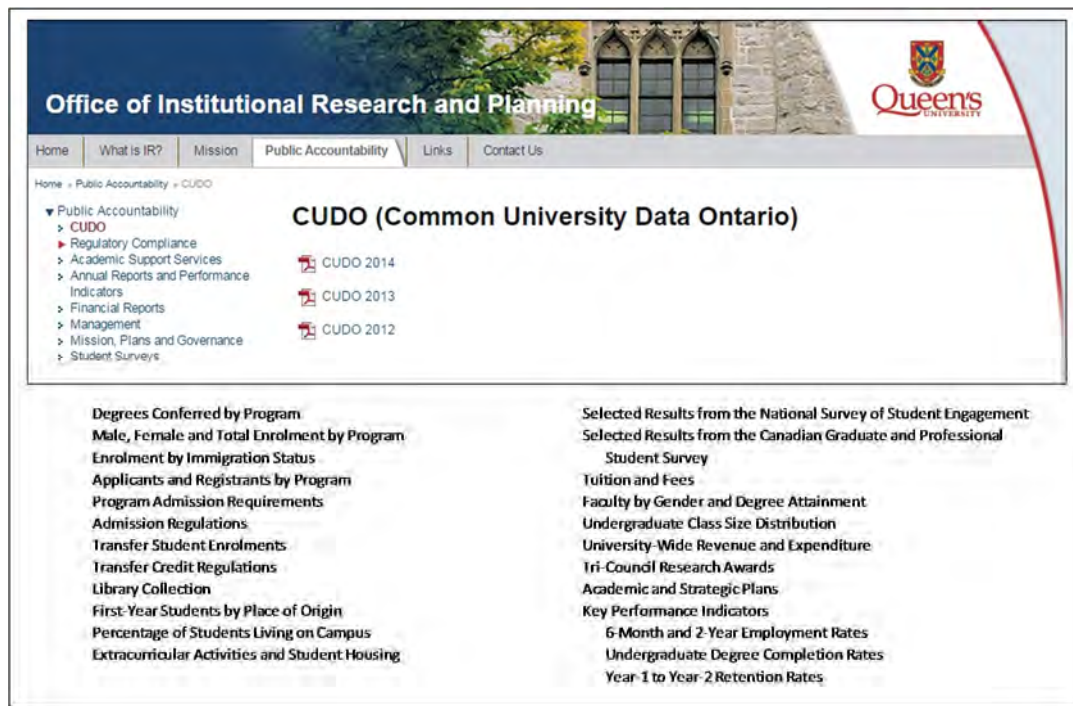 Office of Institutional Research and Planning
Queen's
UNIVERSITY
Home
What is IR?
Mission
Public Accountability
Links
Contact Us
Home » Public Accountability » CUDO
Public Accountability
CUDO
Regulatory Compliance
Academic Support Services
Annual Reports and Performance
Indicators
Financial Reports
Management
Mission, Plans and Governance
Student Surveys
CUDO (Common University Data Ontario)
CUDO 2014
CUDO 2013
CUDO 2012
Degrees Conferred by Program
Male, Female and Total Enrolment by Program
Enrolment by Immigration Status
Applicants and Registrants by Program
Program Admission Requirements
Admission Regulations
Transfer Student Enrolments
Transfer Credit Regulations
Library Collection
First-Year Students by Place of Origin
Percentage of Students Living on Campus
Extracurricular Activities and Student Housing
Selected Results from the National Survey of Student Engagement
Selected Results from the Canadian Graduate and Professional
Student Survey
Tuition and Fees
Faculty by Gender and Degree Attainment
Undergraduate Class Size Distribution
University-Wide Revenue and Expenditure
Tri-Council Research Awards
Academic and Strategic Plans
Key Performance Indicators
6-Month and 2-Year Employment Rates
Undergraduate Degree Completion Rates
Year-1 to Year-2 Retention Rates